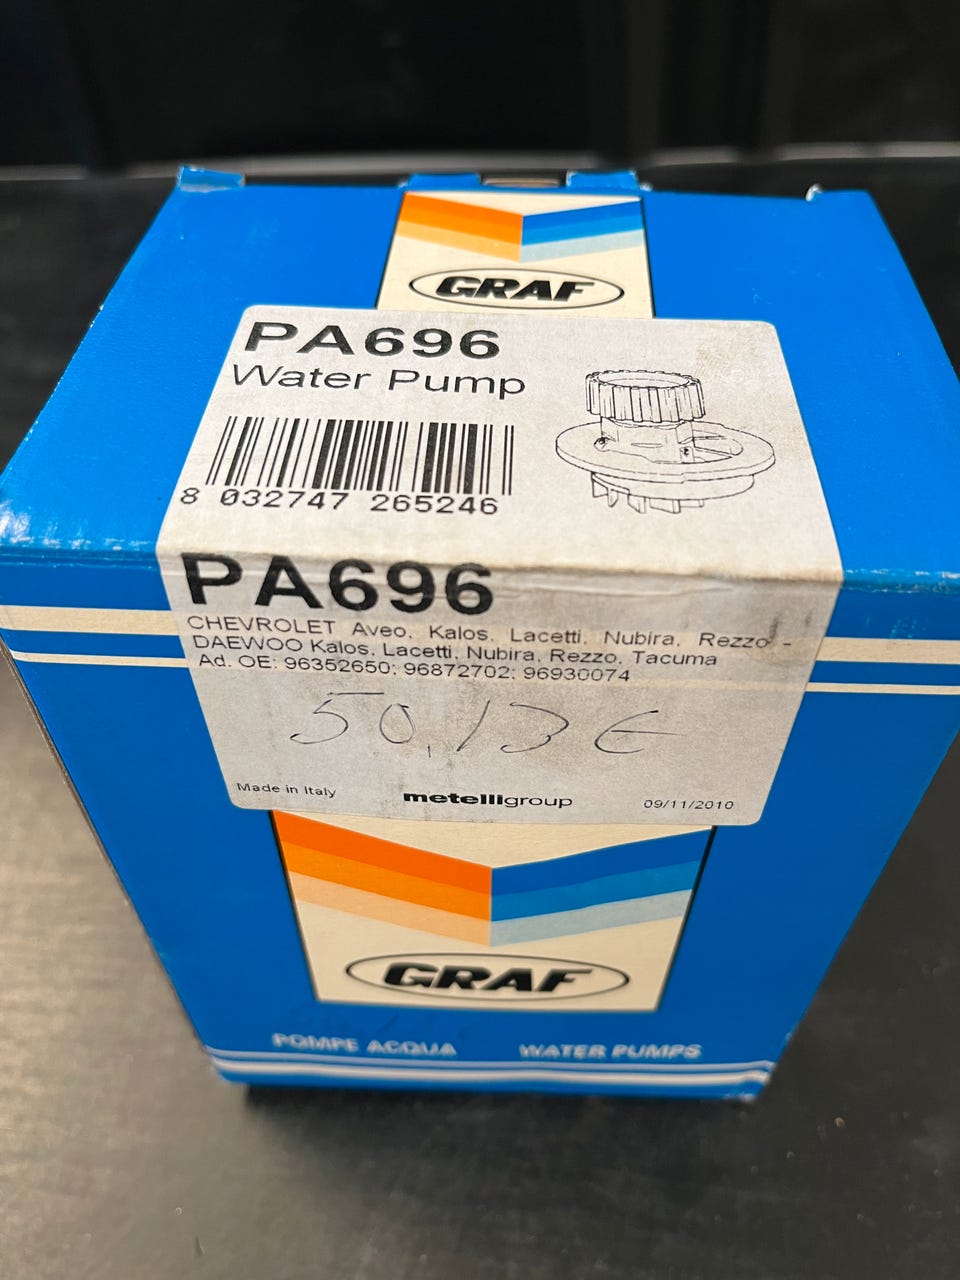 GRAF
PA696
Water Pump
8 032747 265246
PA696
CHEVROLET Aveo, Kalos, Lacetti, Nubira, Rezzo -
DAEWOO Kalos, Lacetti, Nubira, Rezzo, Tacuma
Ad. OE: 96352650; 96872702; 96930074
50,13 €
Made in Italy metelligroup 09/11/2010
GRAF
POMPE ACQUA WATER PUMPS